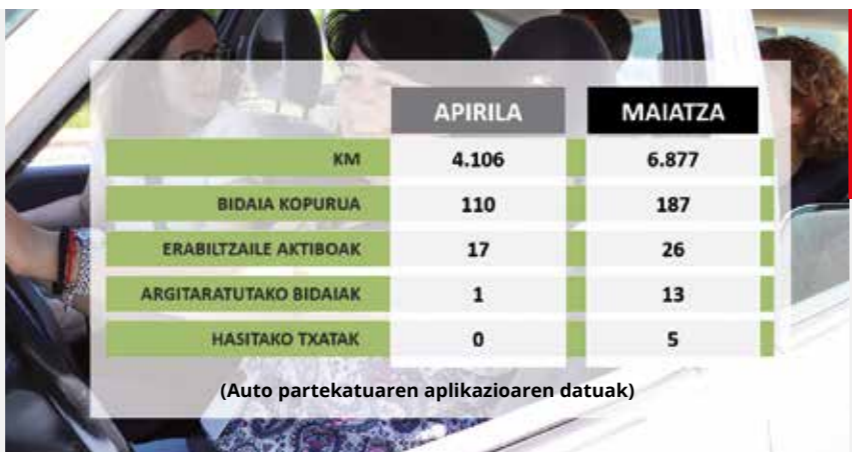 APIRILA MAIATZA
KM 4.106 6.877
BIDAIA KOPURUA 110 187
ERABILTZAILE AKTIBOAK 17 26
ARGITARATUTAKO BIDAIAK 1 13
HASITAKO TXATAK 0 5
(Auto partekatuaren aplikazioaren datuak)